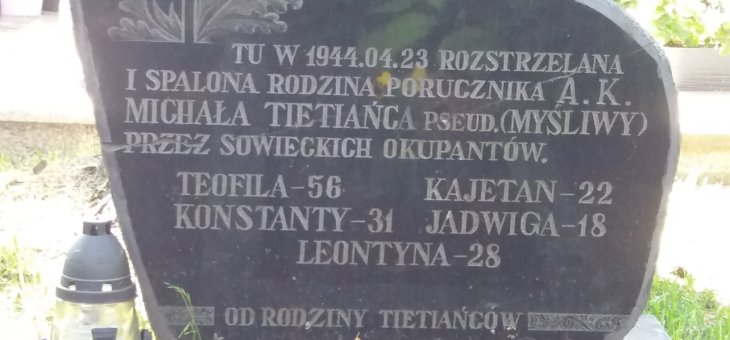 TU W 1944.04.23 ROZSTRZELANA
I SPALONA RODZINA PORUCZNIKA A.K.
MICHAŁA TIETIAŃCA PSEUD.(MYŚLIWY)
PRZEZ SOWIECKICH OKUPANTÓW.
TEOFILA-56 KAJETAN-22
KONSTANTY-31 JADWIGA-18
LEONTYNA-28
OD RODZINY TIETIAŃCÓW